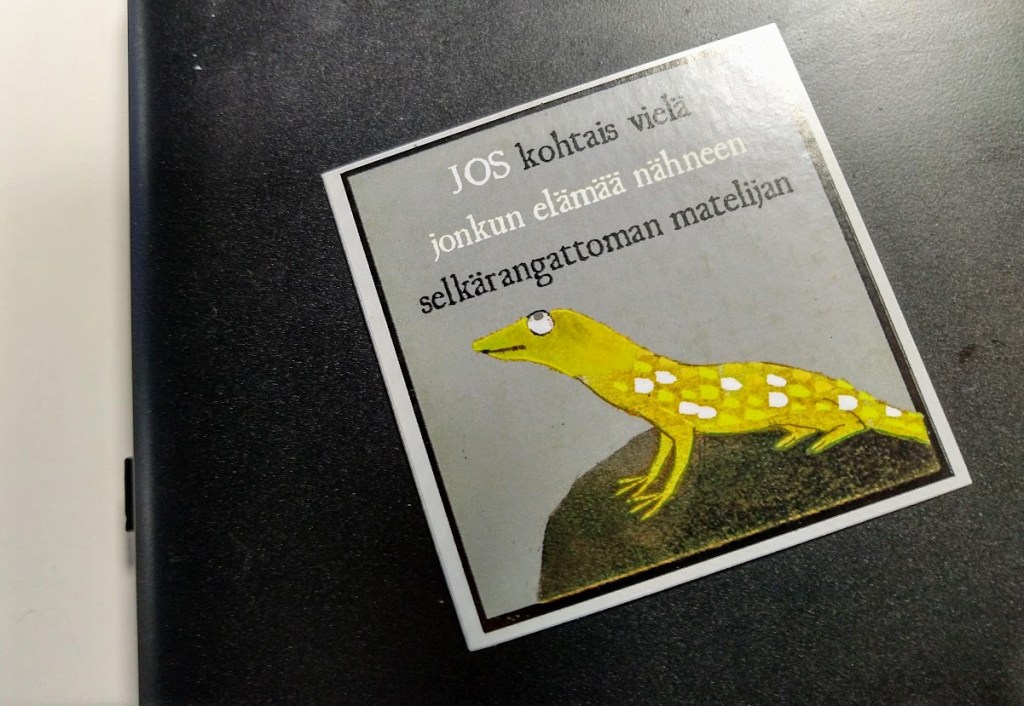 JOS kohtais vielä
jonkun elämää nähneen
selkärangattoman matelijan